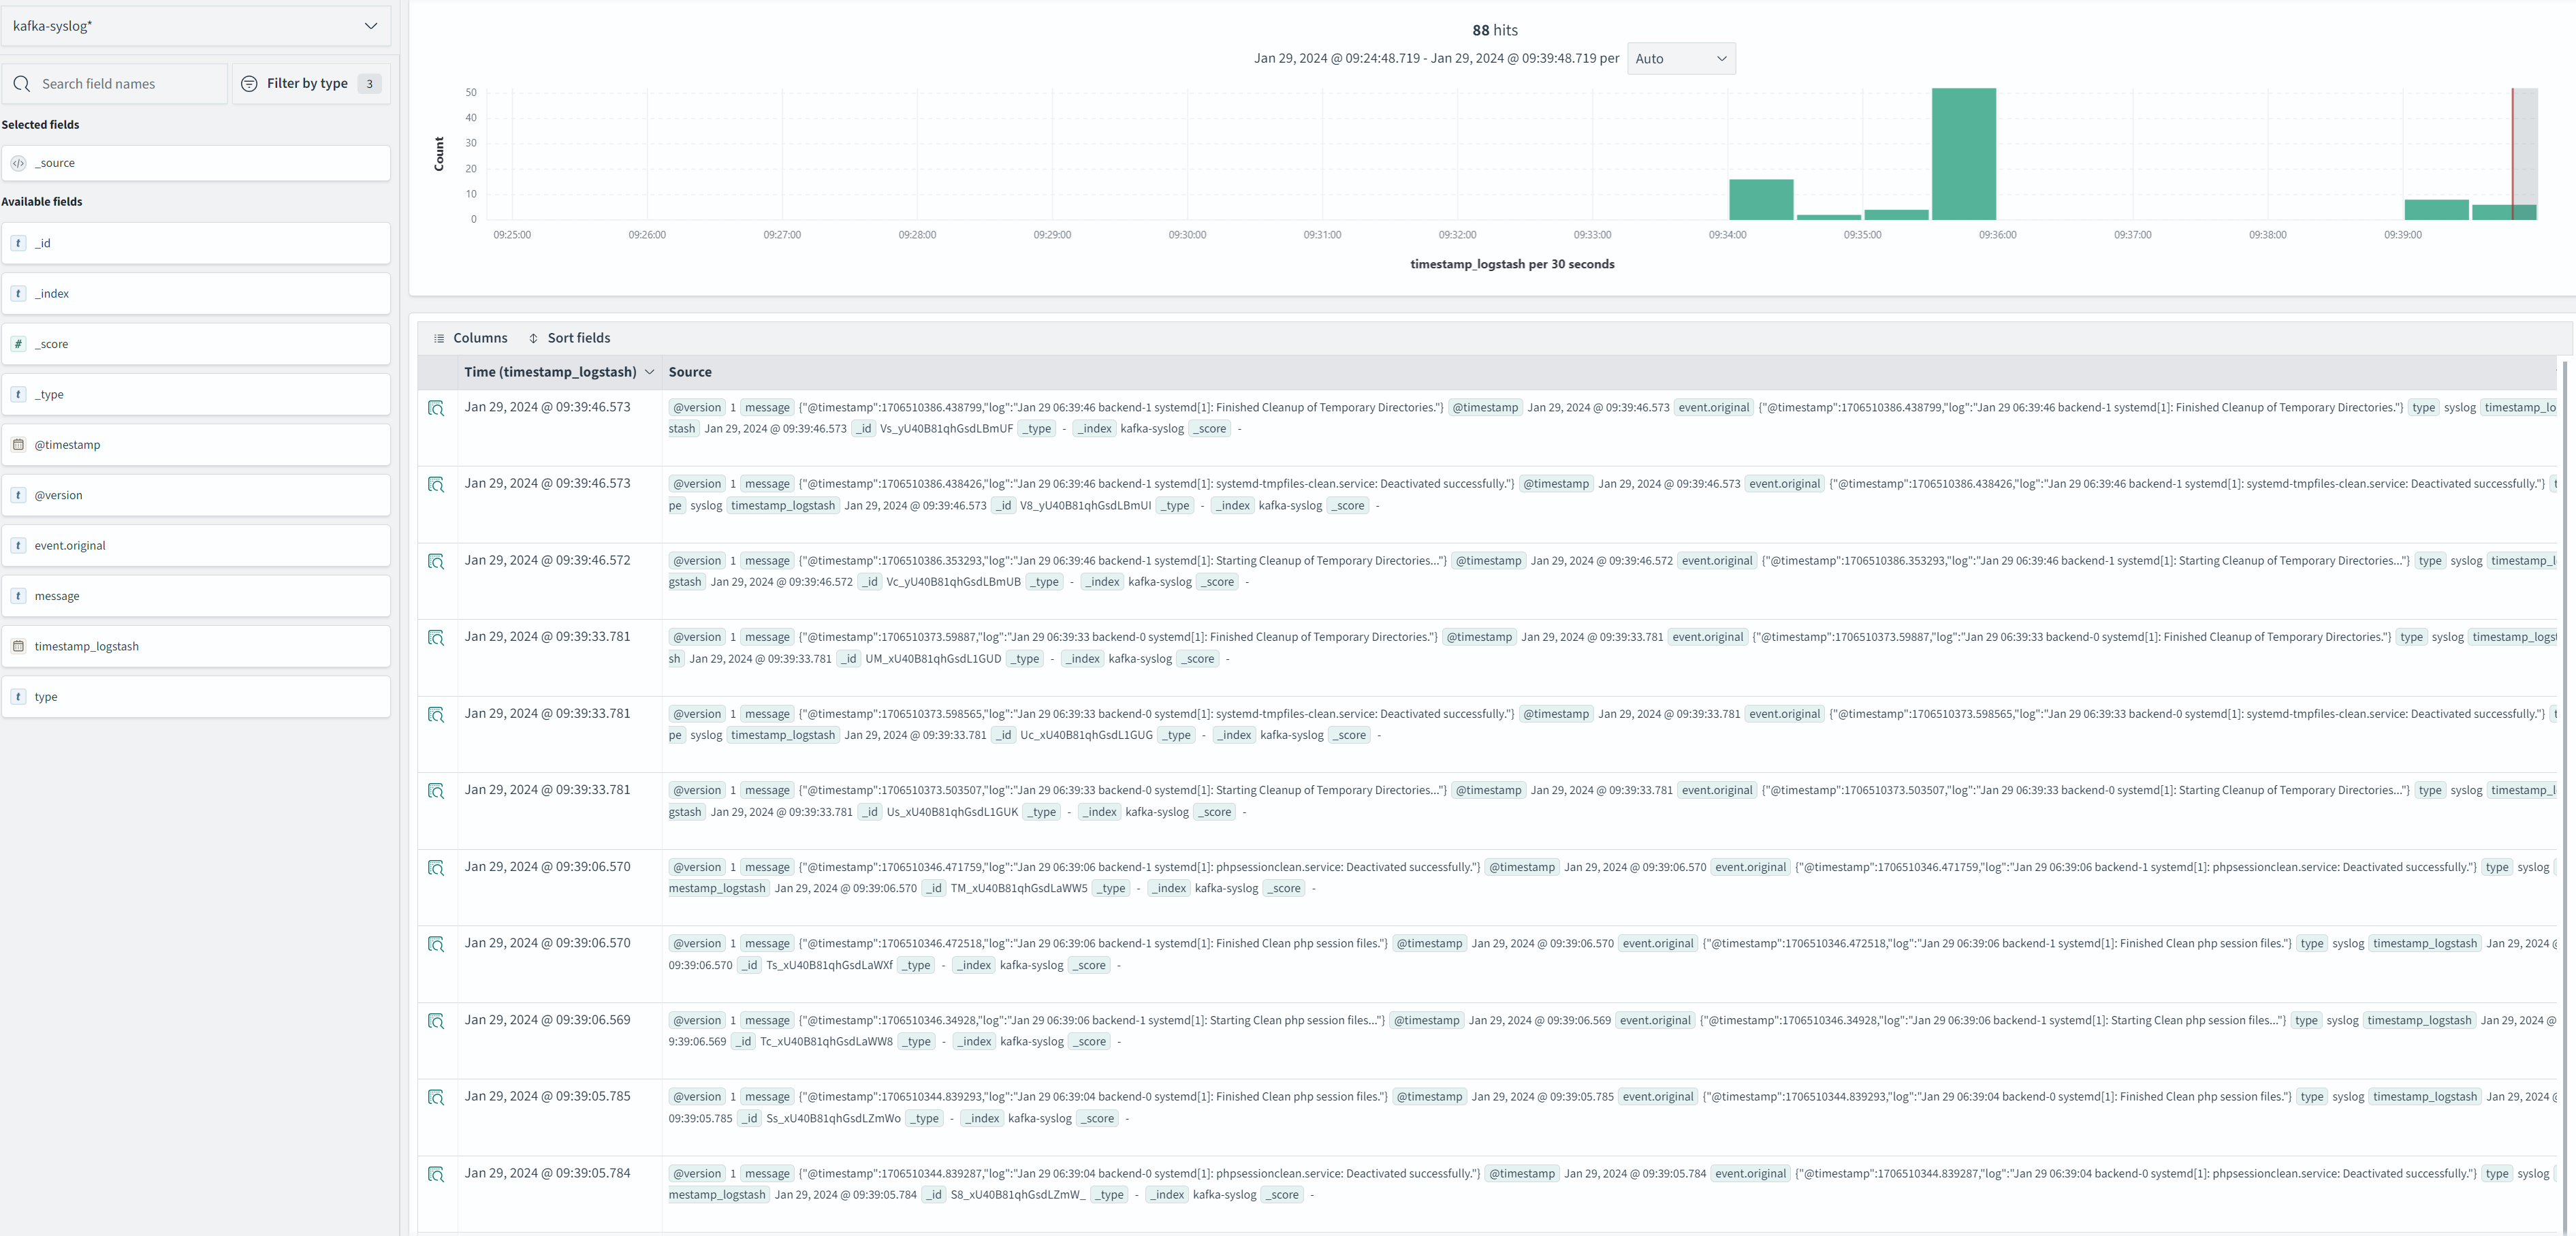 kafka-syslog*
Search field names
Filter by type 3
Selected fields
_source
Available fields
_id
_index
_score
_type
@timestamp
@version
event.original
message
timestamp_logstash
type
88 hits
Jan 29, 2024 @ 09:24:48.719 - Jan 29, 2024 @ 09:39:48.719 per Auto
50
40
30
20
10
0
Count
09:25:00 09:26:00 09:27:00 09:28:00 09:29:00 09:30:00 09:31:00 09:32:00 09:33:00 09:34:00 09:35:00 09:36:00 09:37:00 09:38:00 09:39:00
timestamp_logstash per 30 seconds
Columns Sort fields
Time (timestamp_logstash) Source
Jan 29, 2024 @ 09:39:46.573 @version 1 message {"@timestamp":1706510386.438799,"log":"Jan 29 06:39:46 backend-1 systemd[1]: Finished Cleanup of Temporary Directories."} @timestamp Jan 29, 2024 @ 09:39:46.573 event.original {"@timestamp":1706510386.438799,"log":"Jan 29 06:39:46 backend-1 systemd[1]: Finished Cleanup of Temporary Directories."} type syslog timestamp_lo
stash Jan 29, 2024 @ 09:39:46.573 _id Vs_yU40B81qhGsdLBmUF _type - _index kafka-syslog _score -
Jan 29, 2024 @ 09:39:46.573 @version 1 message {"@timestamp":1706510386.438426,"log":"Jan 29 06:39:46 backend-1 systemd[1]: systemd-tmpfiles-clean.service: Deactivated successfully."} @timestamp Jan 29, 2024 @ 09:39:46.573 event.original {"@timestamp":1706510386.438426,"log":"Jan 29 06:39:46 backend-1 systemd[1]: systemd-tmpfiles-clean.service: Deactivated successfully."} t
pe syslog timestamp_logstash Jan 29, 2024 @ 09:39:46.573 _id V8_yU40B81qhGsdLBmUI _type - _index kafka-syslog _score -
Jan 29, 2024 @ 09:39:46.572 @version 1 message {"@timestamp":1706510386.353293,"log":"Jan 29 06:39:46 backend-1 systemd[1]: Starting Cleanup of Temporary Directories..."} @timestamp Jan 29, 2024 @ 09:39:46.572 event.original {"@timestamp":1706510386.353293,"log":"Jan 29 06:39:46 backend-1 systemd[1]: Starting Cleanup of Temporary Directories..."} type syslog timestamp_l
gstash Jan 29, 2024 @ 09:39:46.572 _id Vc_yU40B81qhGsdLBmUB _type - _index kafka-syslog _score -
Jan 29, 2024 @ 09:39:33.781 @version 1 message {"@timestamp":1706510373.59887,"log":"Jan 29 06:39:33 backend-0 systemd[1]: Finished Cleanup of Temporary Directories."} @timestamp Jan 29, 2024 @ 09:39:33.781 event.original {"@timestamp":1706510373.59887,"log":"Jan 29 06:39:33 backend-0 systemd[1]: Finished Cleanup of Temporary Directories."} type syslog timestamp_logst
sh Jan 29, 2024 @ 09:39:33.781 _id UM_xU40B81qhGsdL1GUD _type - _index kafka-syslog _score -
Jan 29, 2024 @ 09:39:33.781 @version 1 message {"@timestamp":1706510373.598565,"log":"Jan 29 06:39:33 backend-0 systemd[1]: systemd-tmpfiles-clean.service: Deactivated successfully."} @timestamp Jan 29, 2024 @ 09:39:33.781 event.original {"@timestamp":1706510373.598565,"log":"Jan 29 06:39:33 backend-0 systemd[1]: systemd-tmpfiles-clean.service: Deactivated successfully."} t
pe syslog timestamp_logstash Jan 29, 2024 @ 09:39:33.781 _id Uc_xU40B81qhGsdL1GUG _type - _index kafka-syslog _score -
Jan 29, 2024 @ 09:39:33.781 @version 1 message {"@timestamp":1706510373.503507,"log":"Jan 29 06:39:33 backend-0 systemd[1]: Starting Cleanup of Temporary Directories..."} @timestamp Jan 29, 2024 @ 09:39:33.781 event.original {"@timestamp":1706510373.503507,"log":"Jan 29 06:39:33 backend-0 systemd[1]: Starting Cleanup of Temporary Directories..."} type syslog timestamp_l
gstash Jan 29, 2024 @ 09:39:33.781 _id Us_xU40B81qhGsdL1GUK _type - _index kafka-syslog _score -
Jan 29, 2024 @ 09:39:06.570 @version 1 message {"@timestamp":1706510346.471759,"log":"Jan 29 06:39:06 backend-1 systemd[1]: phpsessionclean.service: Deactivated successfully."} @timestamp Jan 29, 2024 @ 09:39:06.570 event.original {"@timestamp":1706510346.471759,"log":"Jan 29 06:39:06 backend-1 systemd[1]: phpsessionclean.service: Deactivated successfully."} type syslog
mestamp_logstash Jan 29, 2024 @ 09:39:06.570 _id TM_xU40B81qhGsdLaWW5 _type - _index kafka-syslog _score -
Jan 29, 2024 @ 09:39:06.570 @version 1 message {"@timestamp":1706510346.472518,"log":"Jan 29 06:39:06 backend-1 systemd[1]: Finished Clean php session files."} @timestamp Jan 29, 2024 @ 09:39:06.570 event.original {"@timestamp":1706510346.472518,"log":"Jan 29 06:39:06 backend-1 systemd[1]: Finished Clean php session files."} type syslog timestamp_logstash Jan 29, 2024 @
09:39:06.570 _id Ts_xU40B81qhGsdLaWXf _type - _index kafka-syslog _score -
Jan 29, 2024 @ 09:39:06.569 @version 1 message {"@timestamp":1706510346.34928,"log":"Jan 29 06:39:06 backend-1 systemd[1]: Starting Clean php session files..."} @timestamp Jan 29, 2024 @ 09:39:06.569 event.original {"@timestamp":1706510346.34928,"log":"Jan 29 06:39:06 backend-1 systemd[1]: Starting Clean php session files..."} type syslog timestamp_logstash Jan 29, 2024 @
9:39:06.569 _id Tc_xU40B81qhGsdLaWW8 _type - _index kafka-syslog _score -
Jan 29, 2024 @ 09:39:05.785 @version 1 message {"@timestamp":1706510344.839293,"log":"Jan 29 06:39:04 backend-0 systemd[1]: Finished Clean php session files."} @timestamp Jan 29, 2024 @ 09:39:05.785 event.original {"@timestamp":1706510344.839293,"log":"Jan 29 06:39:04 backend-0 systemd[1]: Finished Clean php session files."} type syslog timestamp_logstash Jan 29, 2024 @
09:39:05.785 _id Ss_xU40B81qhGsdLZmWo _type - _index kafka-syslog _score -
Jan 29, 2024 @ 09:39:05.784 @version 1 message {"@timestamp":1706510344.839287,"log":"Jan 29 06:39:04 backend-0 systemd[1]: phpsessionclean.service: Deactivated successfully."} @timestamp Jan 29, 2024 @ 09:39:05.784 event.original {"@timestamp":1706510344.839287,"log":"Jan 29 06:39:04 backend-0 systemd[1]: phpsessionclean.service: Deactivated successfully."} type syslog
mestamp_logstash Jan 29, 2024 @ 09:39:05.784 _id S8_xU40B81qhGsdLZmW_ _type - _index kafka-syslog _score -